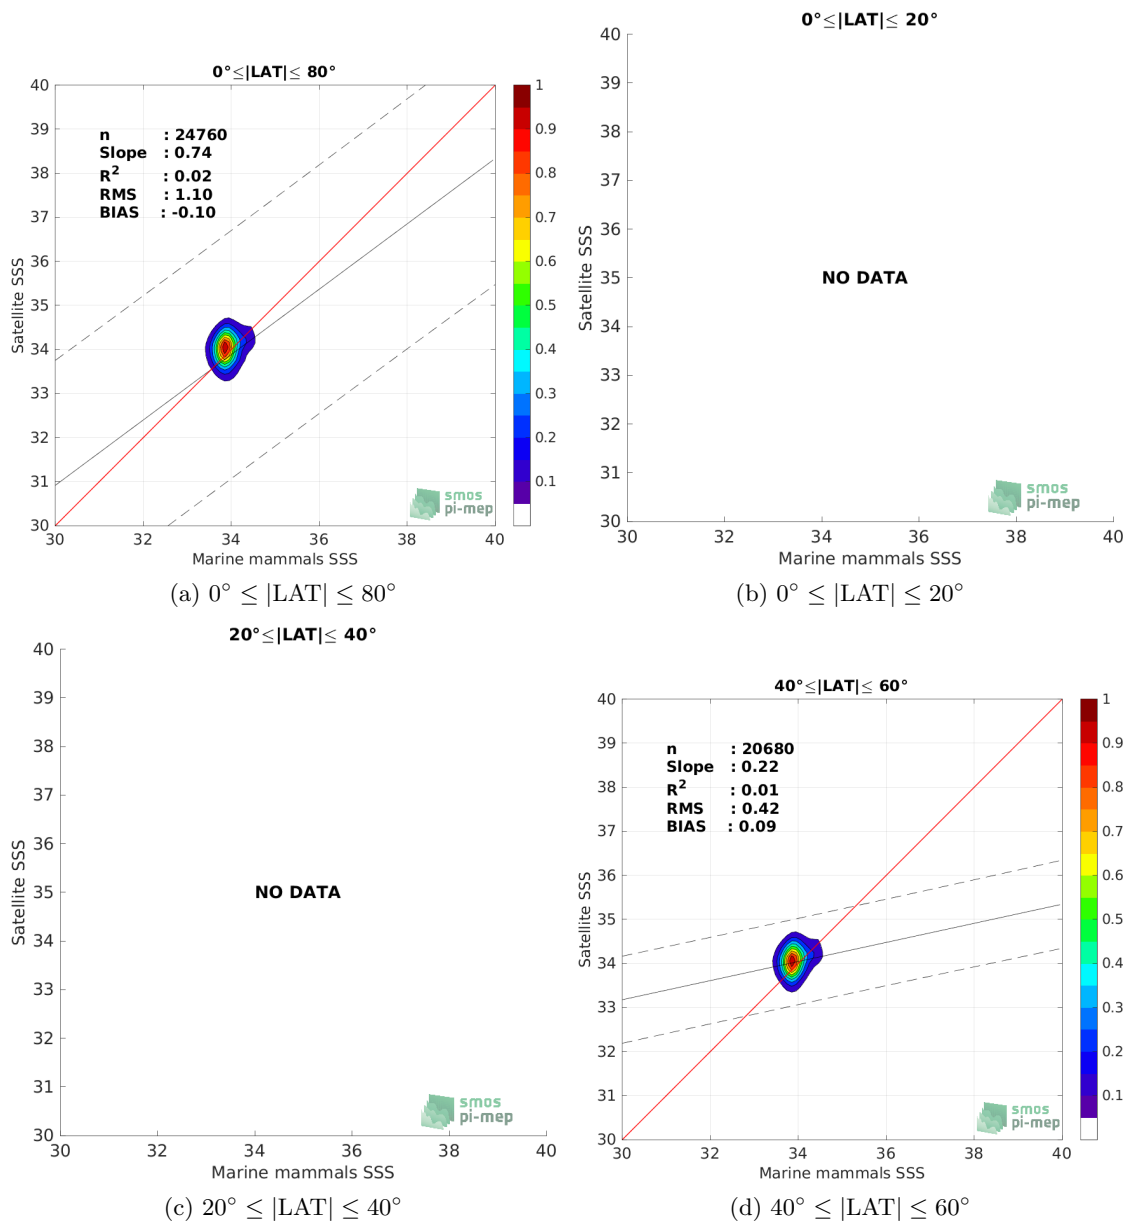 0°≤|LAT|≤ 80°
40
39
38
37
36
35
34
33
32
31
30
Satellite SSS
n : 24760
Slope : 0.74
R² : 0.02
RMS : 1.10
BIAS : -0.10
1
0.9
0.8
0.7
0.6
0.5
0.4
0.3
0.2
0.1
smos
pi-mep
30 32 34 36 38 40
Marine mammals SSS
(a) 0° ≤ |LAT| ≤ 80°
0°≤|LAT|≤ 20°
40
39
38
37
36
35
34
33
32
31
30
Satellite SSS
NO DATA
smos
pi-mep
30 32 34 36 38 40
Marine mammals SSS
(b) 0° ≤ |LAT| ≤ 20°
20°≤|LAT|≤ 40°
40
39
38
37
36
35
34
33
32
31
30
Satellite SSS
NO DATA
smos
pi-mep
30 32 34 36 38 40
Marine mammals SSS
(c) 20° ≤ |LAT| ≤ 40°
40°≤|LAT|≤ 60°
40
39
38
37
36
35
34
33
32
31
30
Satellite SSS
n : 20680
Slope : 0.22
R² : 0.01
RMS : 0.42
BIAS : 0.09
1
0.9
0.8
0.7
0.6
0.5
0.4
0.3
0.2
0.1
smos
pi-mep
30 32 34 36 38 40
Marine mammals SSS
(d) 40° ≤ |LAT| ≤ 60°